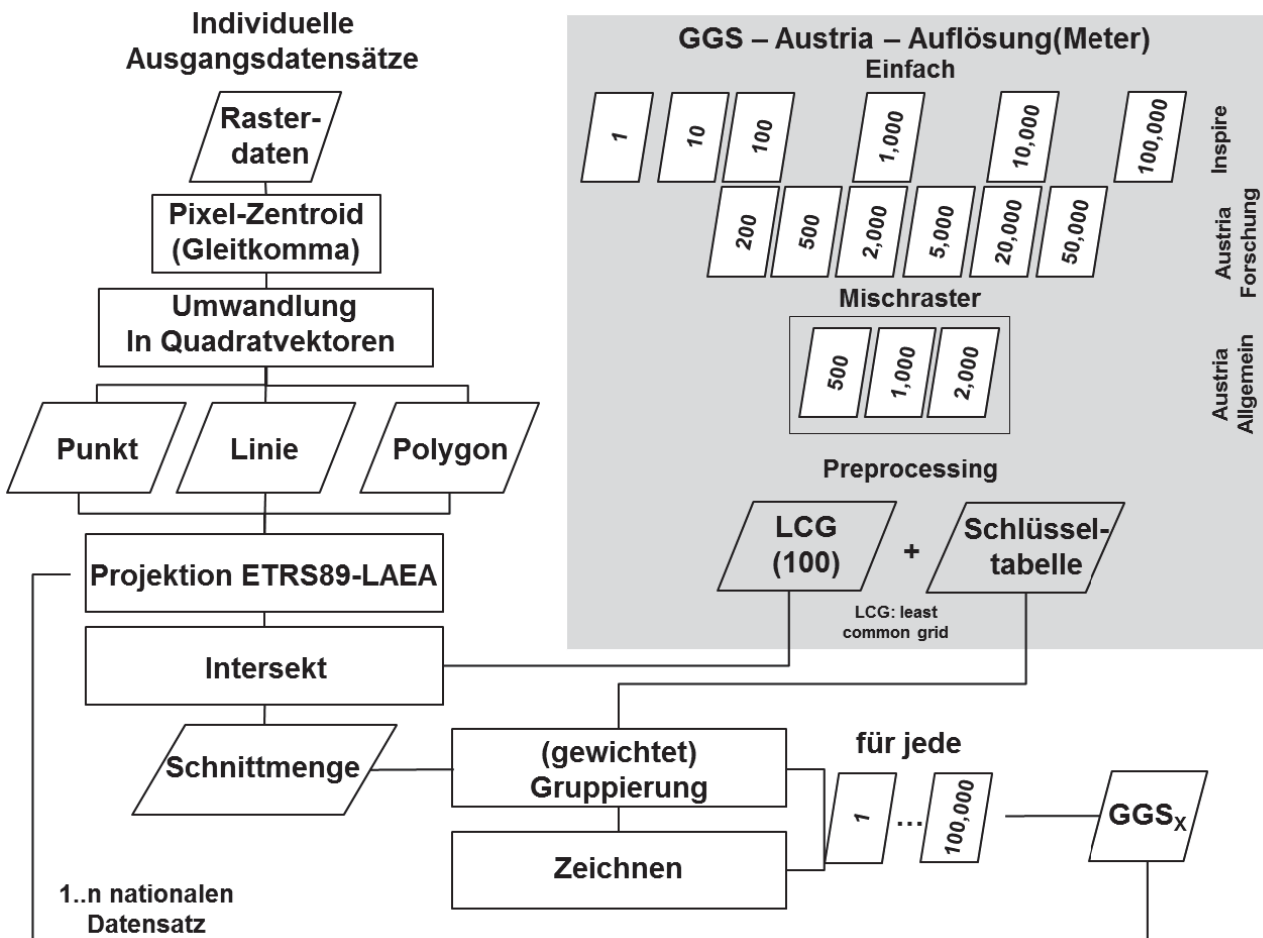 Individuelle
Ausgangsdatensätze
Raster-
daten
Pixel-Zentroid
(Gleitkomma)
Umwandlung
In Quadratvektoren
Punkt
Linie
Polygon
Projektion ETRS89-LAEA
Intersekt
Schnittmenge
1..n nationalen
Datensatz
GGS – Austria – Auflösung(Meter)
Einfach
1
10
100
1,000
10,000
100,000
Inspire
200
500
2,000
5,000
20,000
50,000
Austria
Forschung
Mischraster
500
1,000
2,000
Austria
Allgemein
Preprocessing
LCG
(100)
+
Schlüssel-
tabelle
LCG: least
common grid
(gewichtet)
Gruppierung
Zeichnen
für jede
1
...
100,000
GGSX